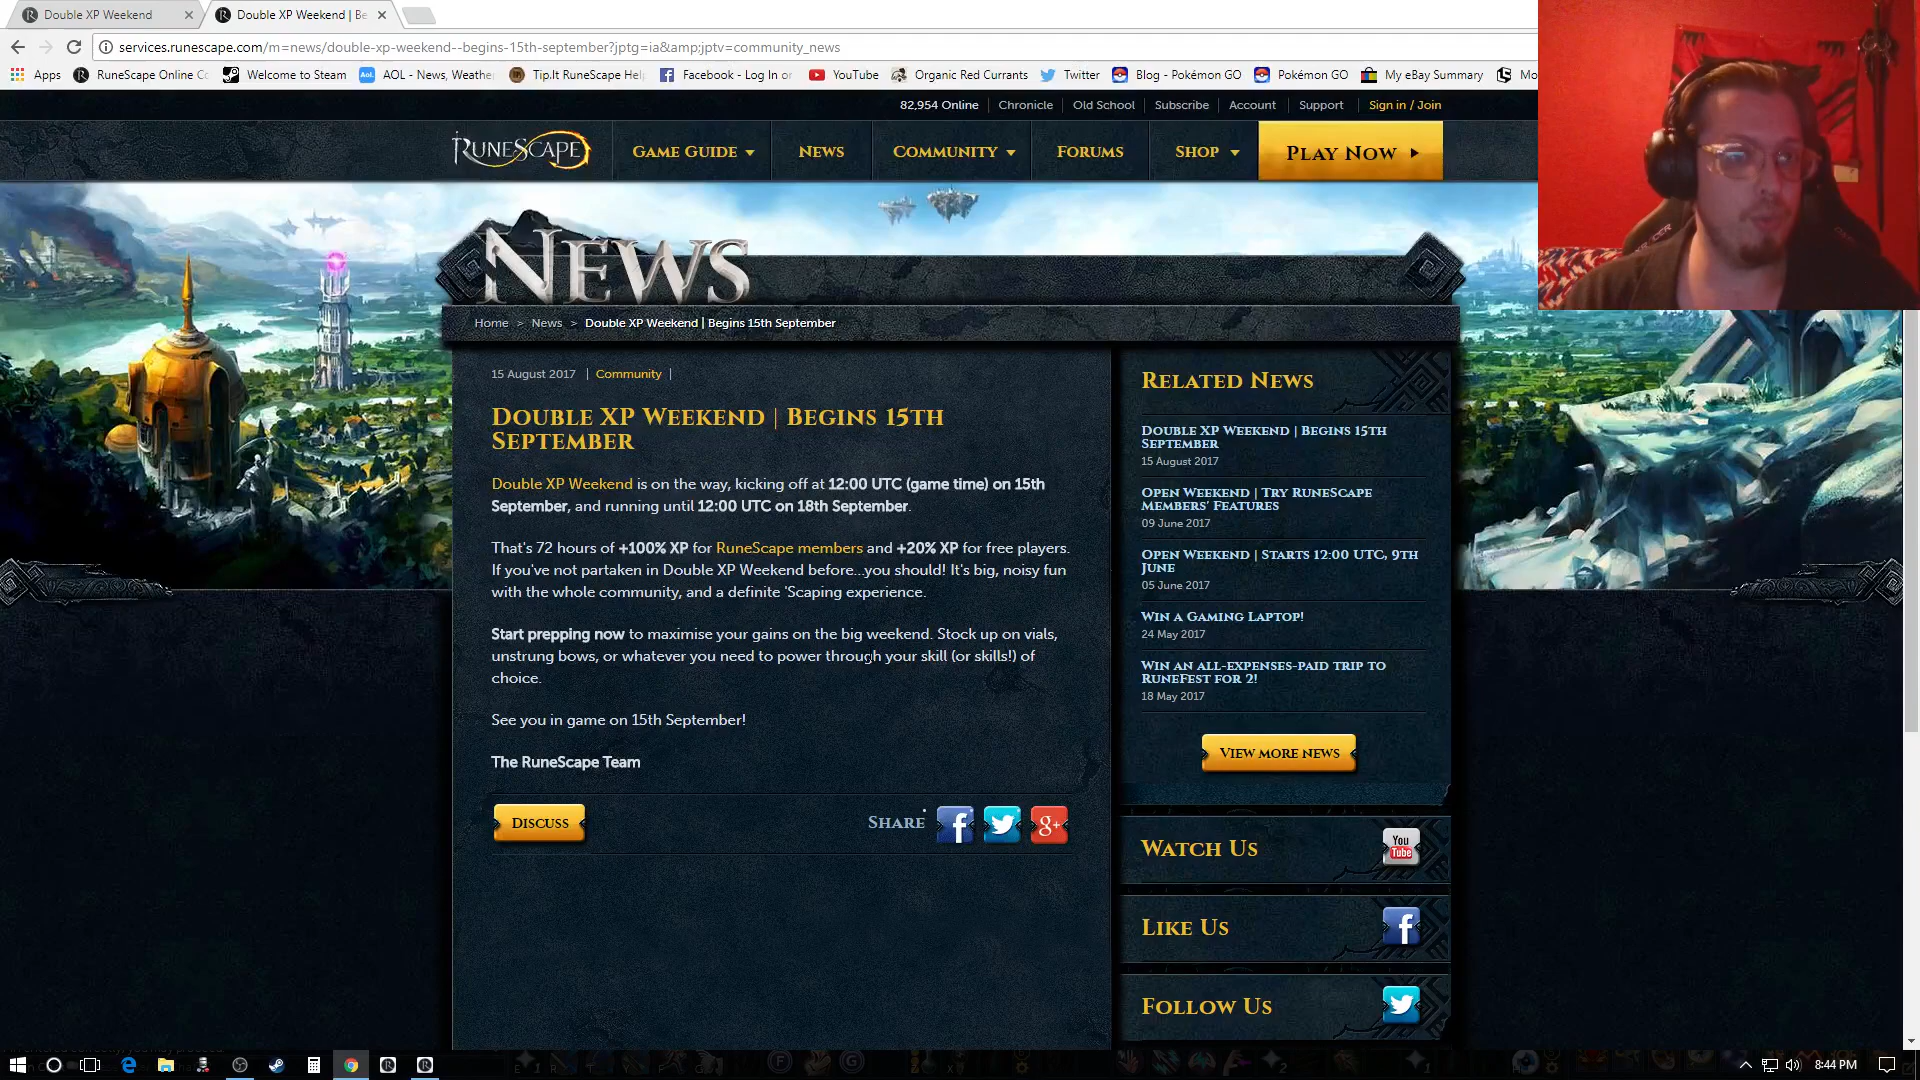 Double XP Weekend
Double XP Weekend | Be
services.runescape.com/m=news/double-xp-weekend--begins-15th-september?jptg=ia&amp;jptv=community_news
Apps
RuneScape Online Co
Welcome to Steam
Aol.
AOL - News, Weathe
Tip.It RuneScape Hel
Facebook - Log In or
YouTube
Organic Red Currants
Twitter
Blog - Pokémon GO
Pokémon GO
My eBay Summary
Mo
82,954 Online
Chronicle
Old School
Subscribe
Account
Support
Sign in / Join
RuneScape
Game Guide
News
Community
Forums
Shop
Play Now
News
Home > News > Double XP Weekend | Begins 15th September
15 August 2017 | Community |
Double XP Weekend | Begins 15th
September
Double XP Weekend is on the way, kicking off at 12:00 UTC (game time) on 15th
September, and running until 12:00 UTC on 18th September.
That's 72 hours of +100% XP for RuneScape members and +20% XP for free players.
If you've not partaken in Double XP Weekend before...you should! It's big, noisy fun
with the whole community, and a definite 'Scaping experience.
Start prepping now to maximise your gains on the big weekend. Stock up on vials,
unstrung bows, or whatever you need to power through your skill (or skills!) of
choice.
See you in game on 15th September!
The RuneScape Team
Discuss
Share
Related News
Double XP Weekend | Begins 15th
September
15 August 2017
Open Weekend | Try RuneScape
Members' Features
09 June 2017
Open Weekend | Starts 12:00 UTC, 9th
June
05 June 2017
Win a Gaming Laptop!
24 May 2017
Win an all-expenses-paid trip to
RuneFest for 2!
18 May 2017
View more news
Watch Us
You
Tube
Like Us
Follow Us
8:44 PM